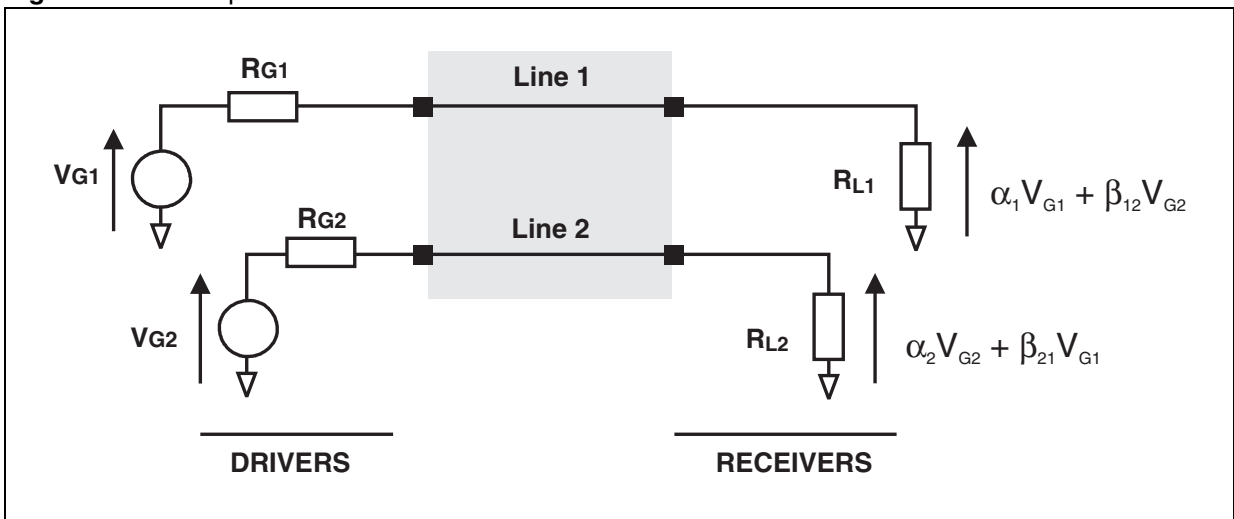 RG1
Line 1
VG1
RL1
α₁VG1 + β₁₂VG2
RG2
Line 2
VG2
RL2
α₂VG2 + β₂₁VG1
DRIVERS
RECEIVERS